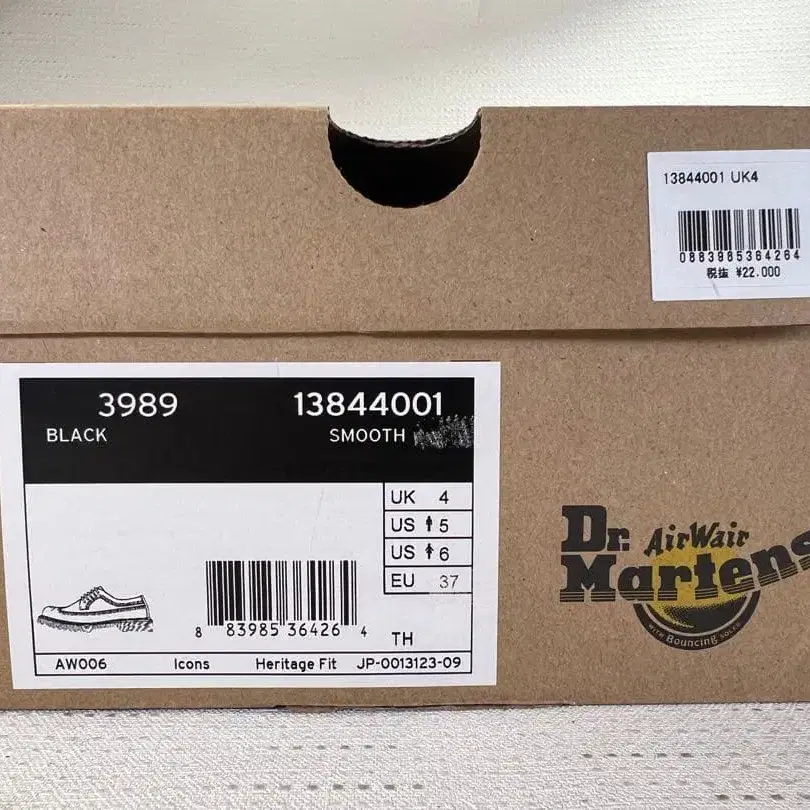 13844001 UK4
0883985364264
税抜 ¥22.000
3989 13844001
BLACK SMOOTH
UK 4
US 5
US 6
EU 37
8 83985 36426 4
TH
AW006 Icons Heritage Fit JP-0013123-09
Dr. AirWair
Martens
WITH Bouncing SOLES